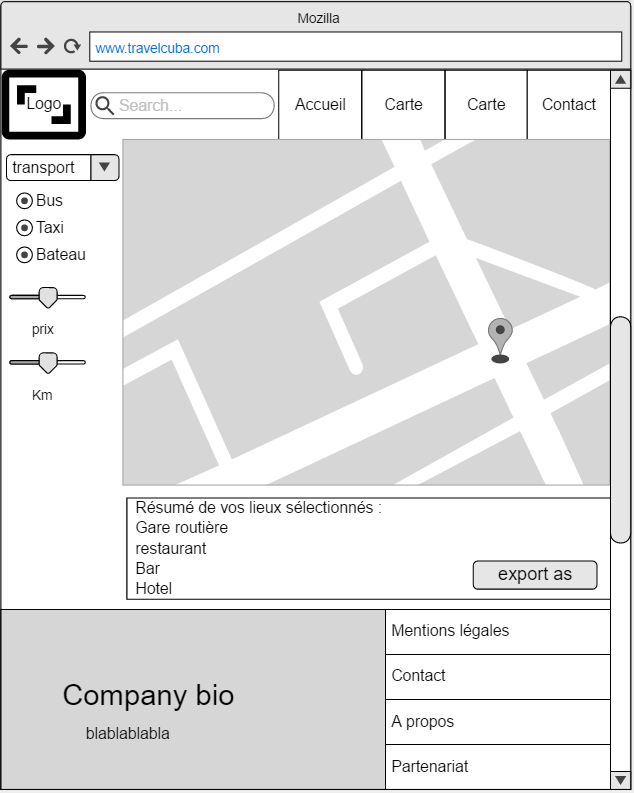 Mozilla
www.travelcuba.com
Logo
Search...
Accueil
Carte
Carte
Contact
transport
Bus
Taxi
Bateau
prix
Km
Résumé de vos lieux sélectionnés :
Gare routière
restaurant
Bar
Hotel
export as
Company bio
blablablabla
Mentions légales
Contact
A propos
Partenariat